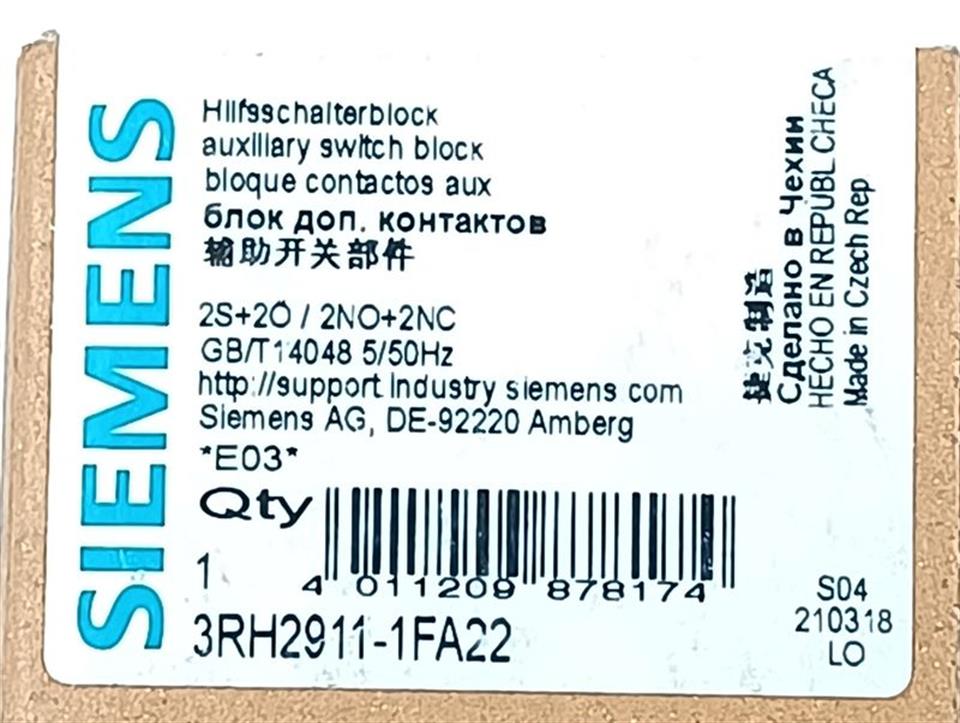 SIEMENS
Hilfsschalterblock
auxiliary switch block
bloque contactos aux
блок доп. контактов
辅助开关部件
2S+2Ö / 2NO+2NC
GB/T14048 5/50Hz
http://support industry siemens com
Siemens AG, DE-92220 Amberg
*E03*
Qty
1
4 011209 878174
3RH2911-1FA22
捷克制造
Сделано в Чехии
HECHO EN REPUBL CHECA
Made in Czech Rep
S04
210318
LO